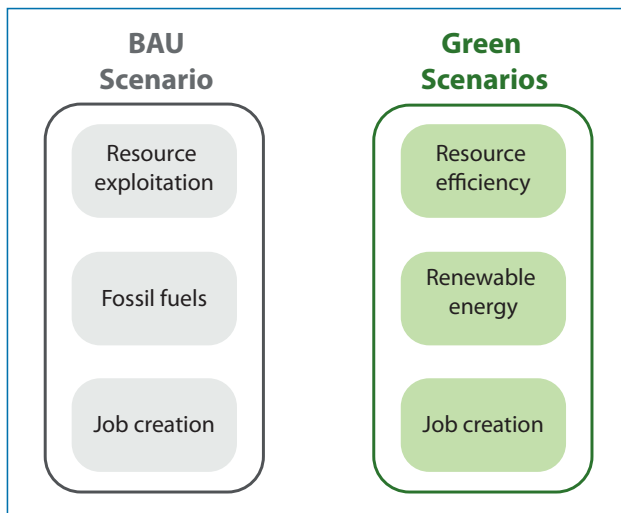 BAU
Scenario
Resource
exploitation
Fossil fuels
Job creation
Green
Scenarios
Resource
efficiency
Renewable
energy
Job creation